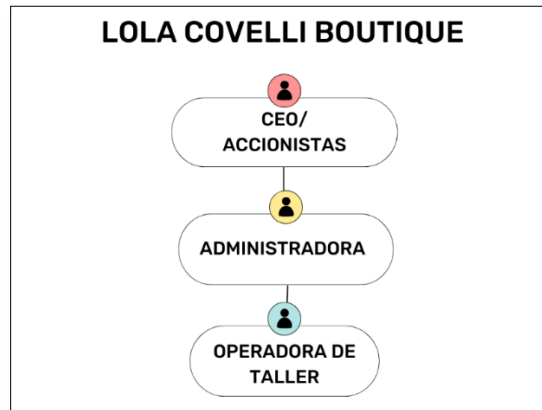 LOLA COVELLI BOUTIQUE
CEO/
ACCIONISTAS
ADMINISTRADORA
OPERADORA DE
TALLER